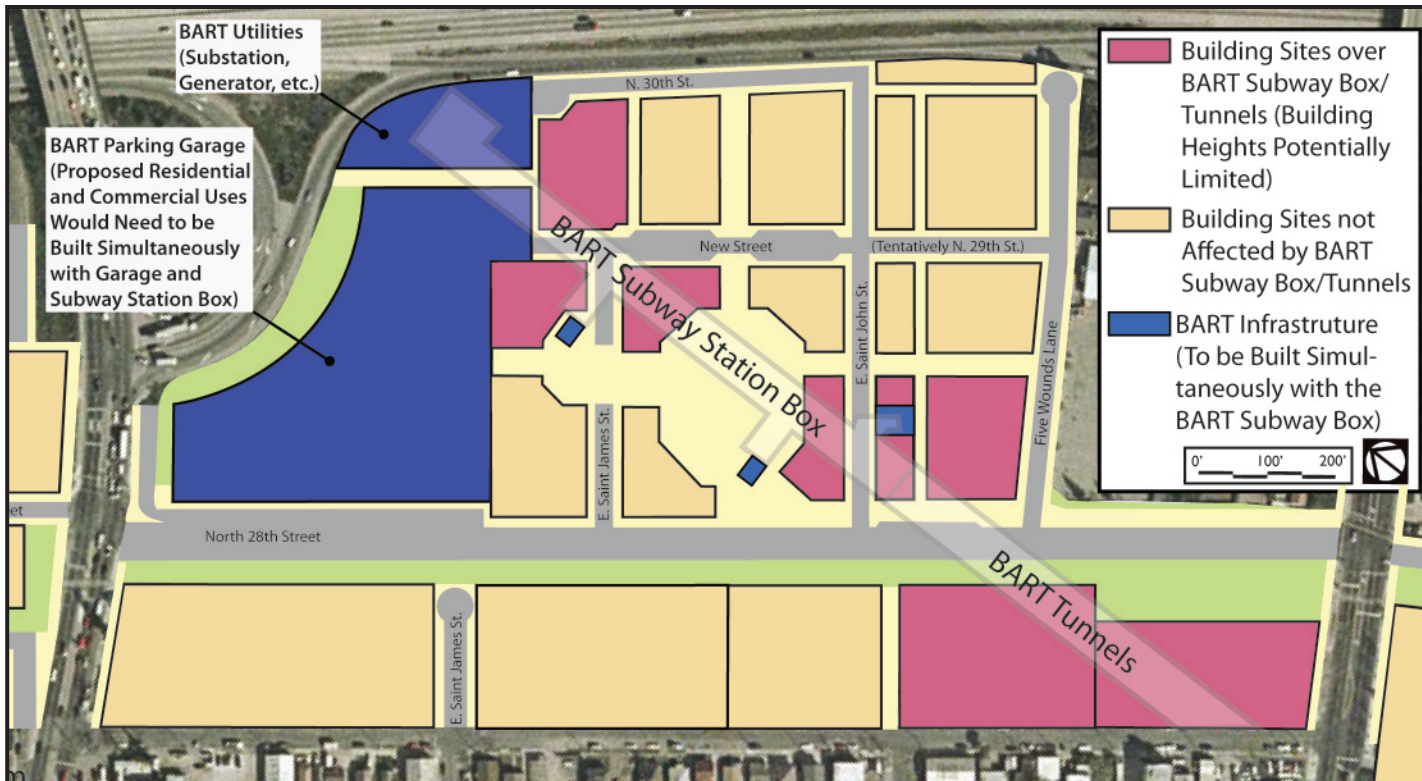 BART Utilities
(Substation,
Generator, etc.)
BART Parking Garage
(Proposed Residential
and Commercial Uses
Would Need to be
Built Simultaneously
with Garage and
Subway Station Box)
N. 30th St.
New Street
(Tentatively N. 29th St.)
BART Subway Station Box
E. Saint John St.
Five Wounds Lane
E. Saint James St.
North 28th Street
BART Tunnels
E. Saint James St.
et
m
Building Sites over
BART Subway Box/
Tunnels (Building
Heights Potentially
Limited)
Building Sites not
Affected by BART
Subway Box/Tunnels
BART Infrastruture
(To be Built Simul-
taneously with the
BART Subway Box)
0' 100' 200'